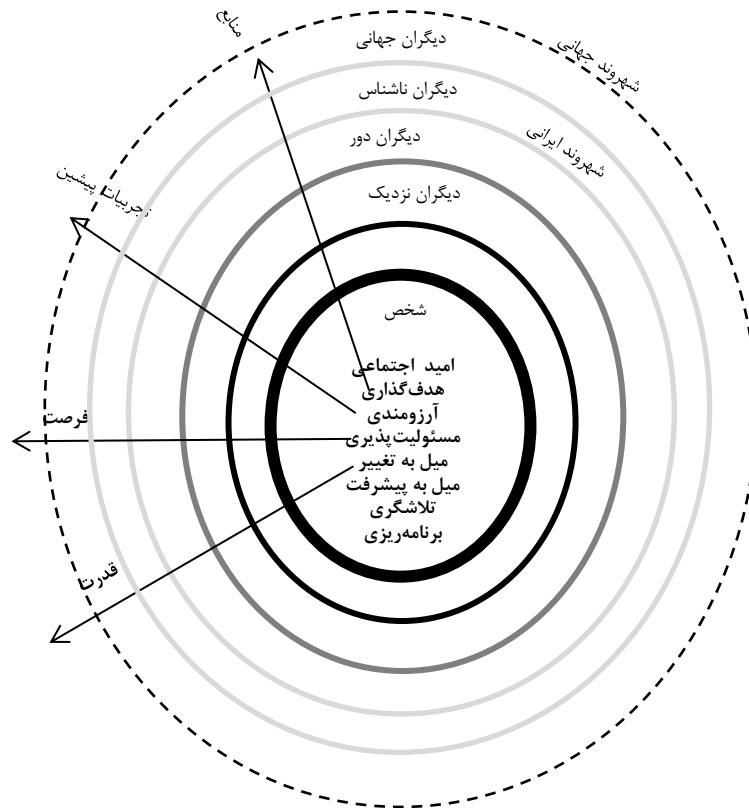 منابع
دیگران جهانی
شهروند جهانی
دیگران ناشناس
شهروند ایرانی
دیگران دور
تجربیات پیشین
دیگران نزدیک
شخص
امید اجتماعی
هدف‌گذاری
آرزومندی
مسئولیت‌پذیری
فرصت
میل به تغییر
میل به پیشرفت
تلاشگری
برنامه‌ریزی
قدرت